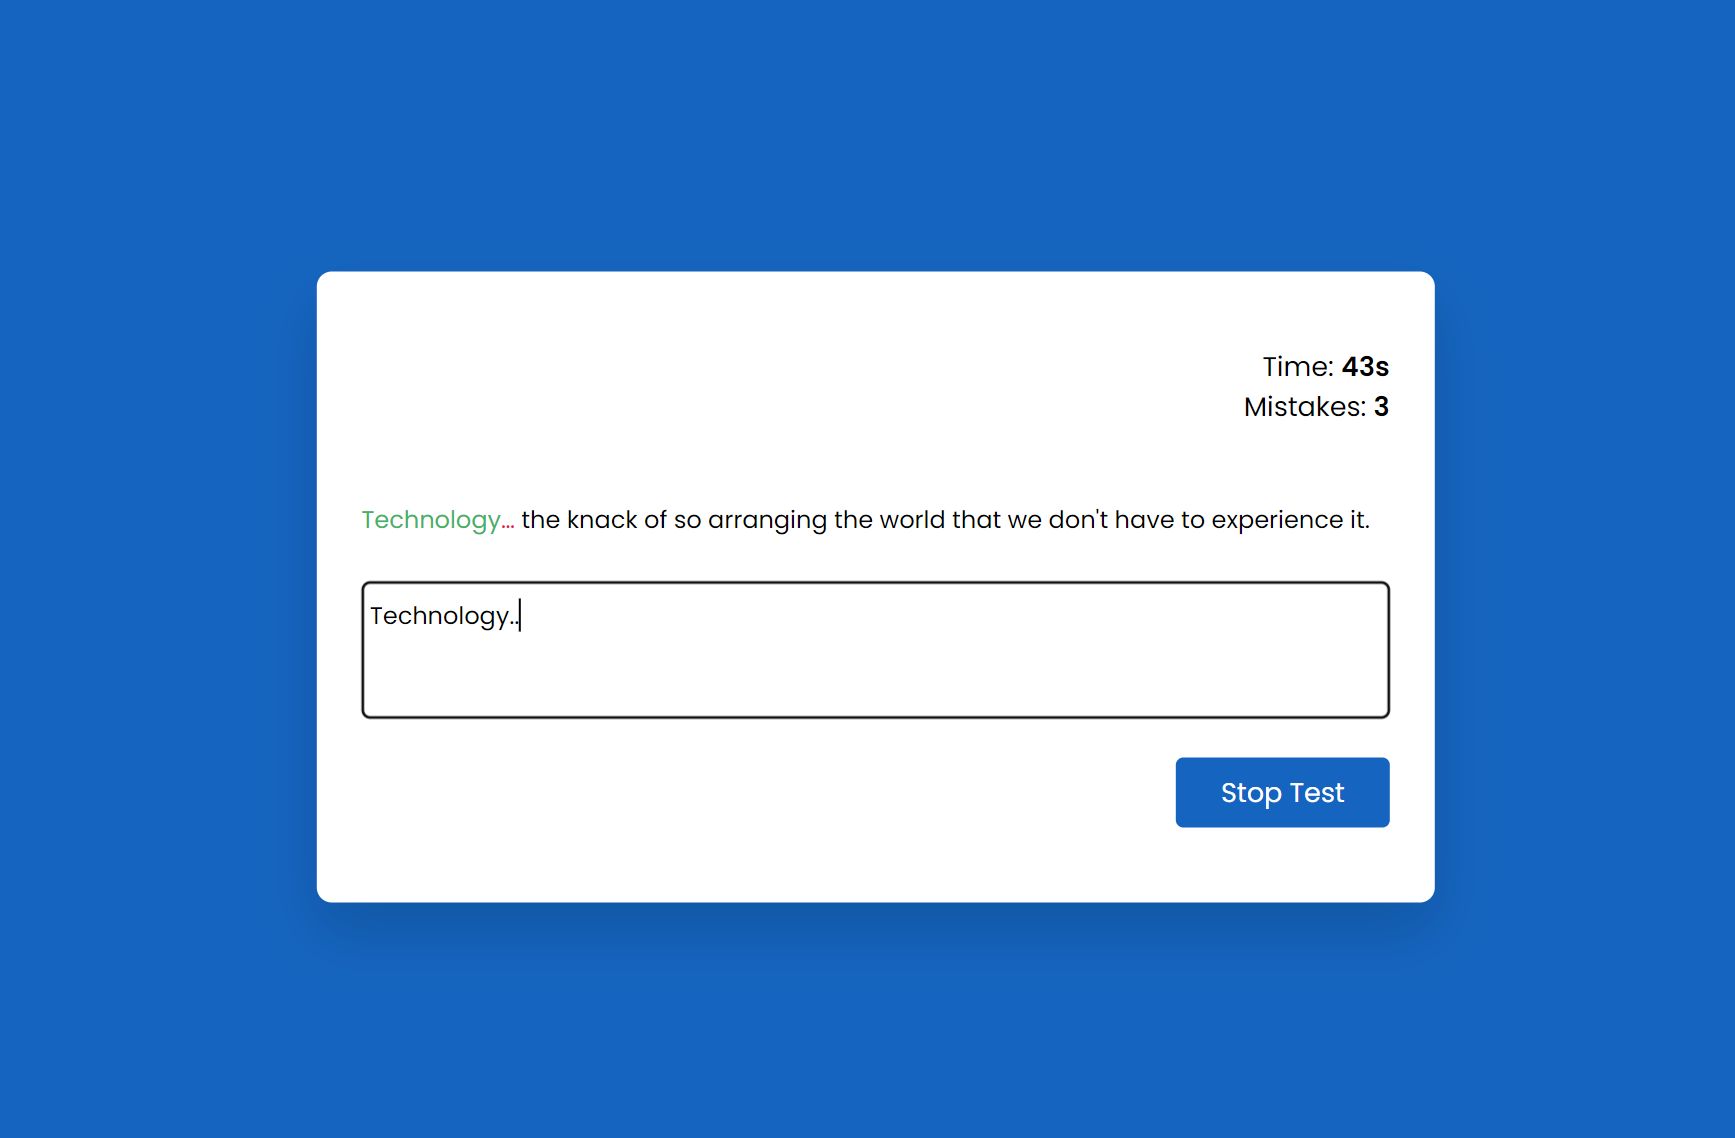 Time: 43s
Mistakes: 3
Technology... the knack of so arranging the world that we don't have to experience it.
Technology..
Stop Test